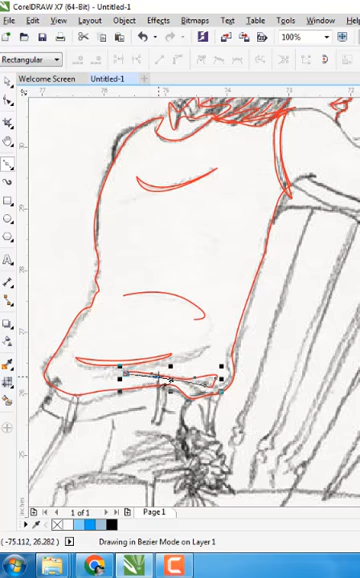 CorelDRAW X7 (64-Bit) - Untitled-1
File Edit View Layout Object Effects Bitmaps Text Table Tools Window
100%
Rectangular
Welcome Screen Untitled-1
1 of 1 Page 1
( -75.112, 26.282 ) Drawing in Bezier Mode on Layer 1